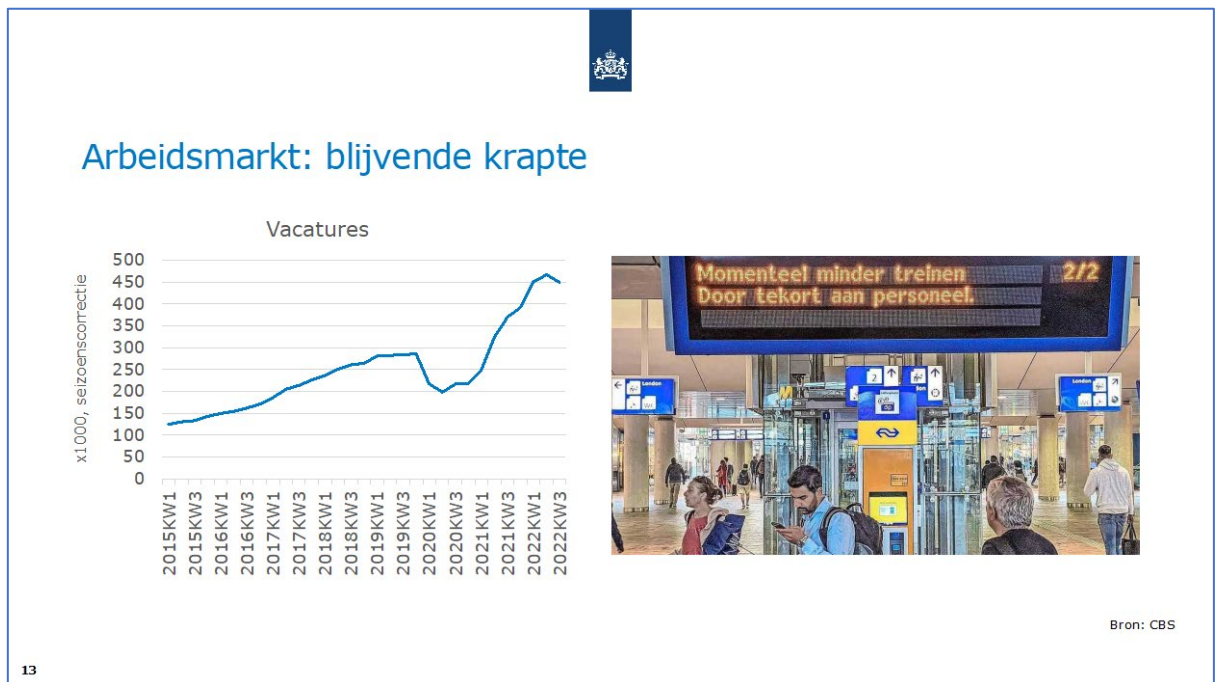 Arbeidsmarkt: blijvende krapte
Vacatures
x1000, seizoenscorrectie
500
450
400
350
300
250
200
150
100
50
0
2015KW1
2015KW3
2016KW1
2016KW3
2017KW1
2017KW3
2018KW1
2018KW3
2019KW1
2019KW3
2020KW1
2020KW3
2021KW1
2021KW3
2022KW1
2022KW3
Momenteel minder treinen 2/2
Door tekort aan personeel.
London
2
London
Bron: CBS
13